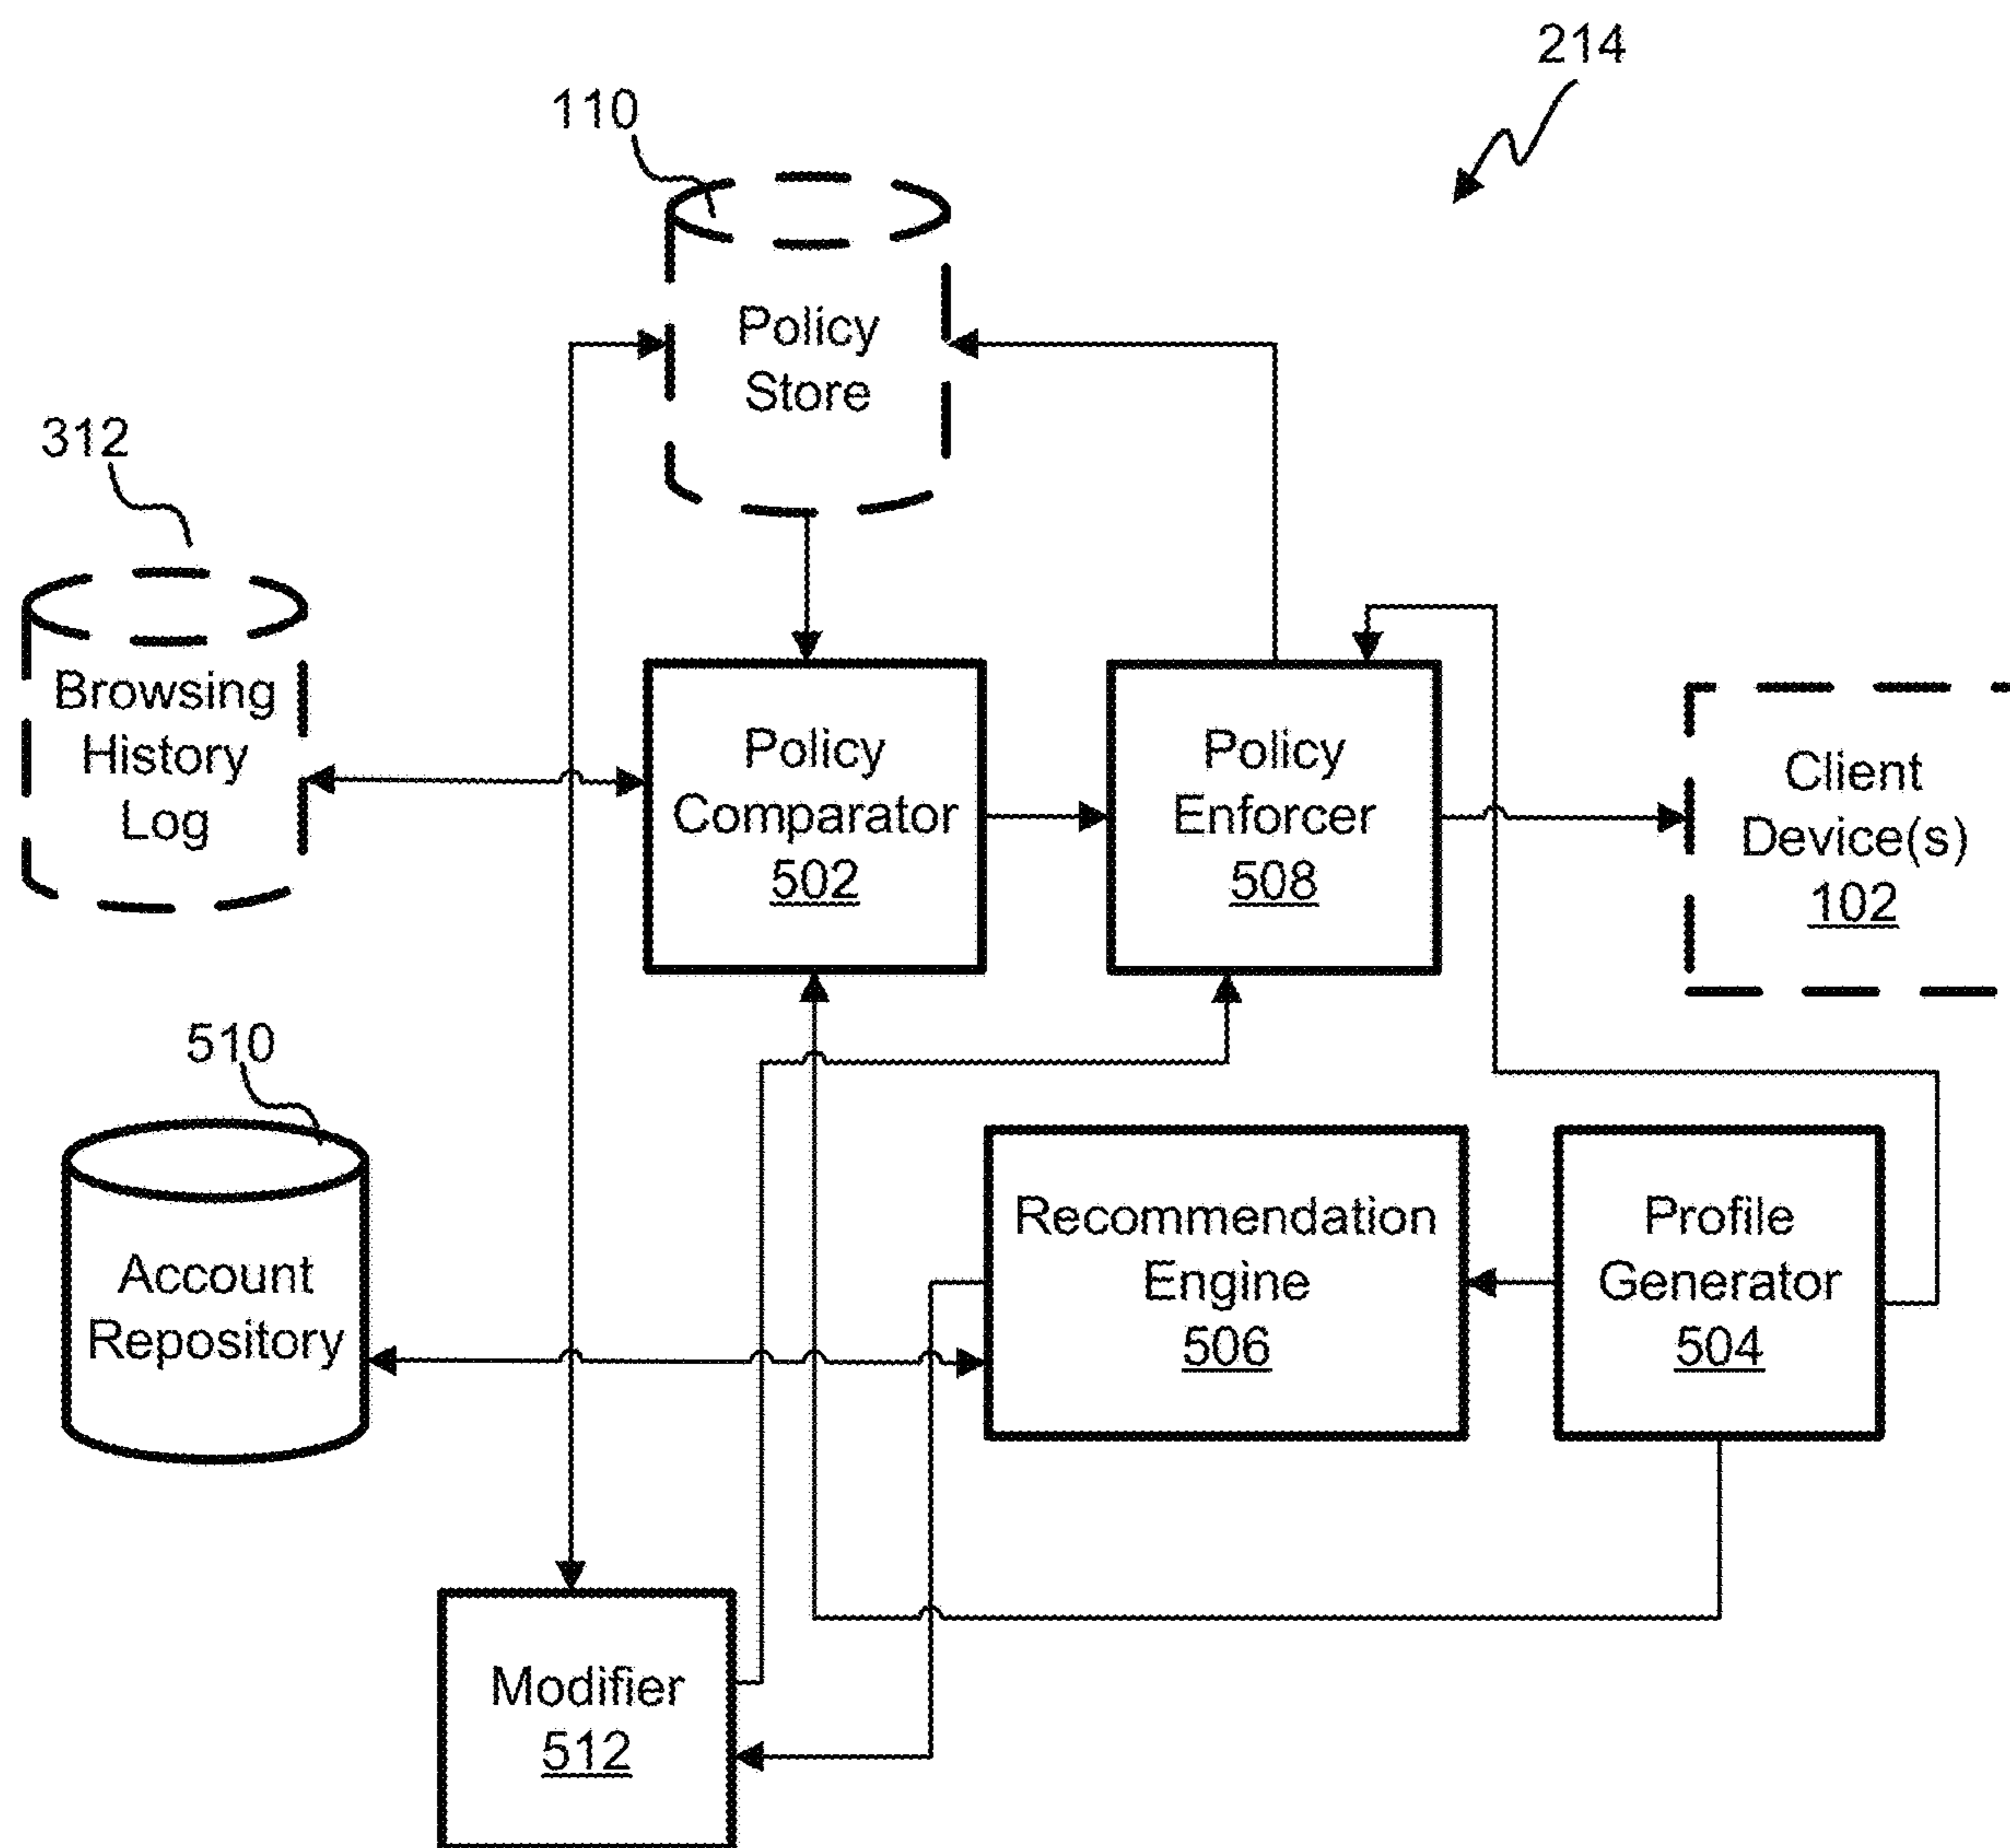 214
110
Policy
Store
312
Browsing
History
Log
Policy
Comparator
502
Policy
Enforcer
508
Client
Device(s)
102
510
Account
Repository
Recommendation
Engine
506
Profile
Generator
504
Modifier
512